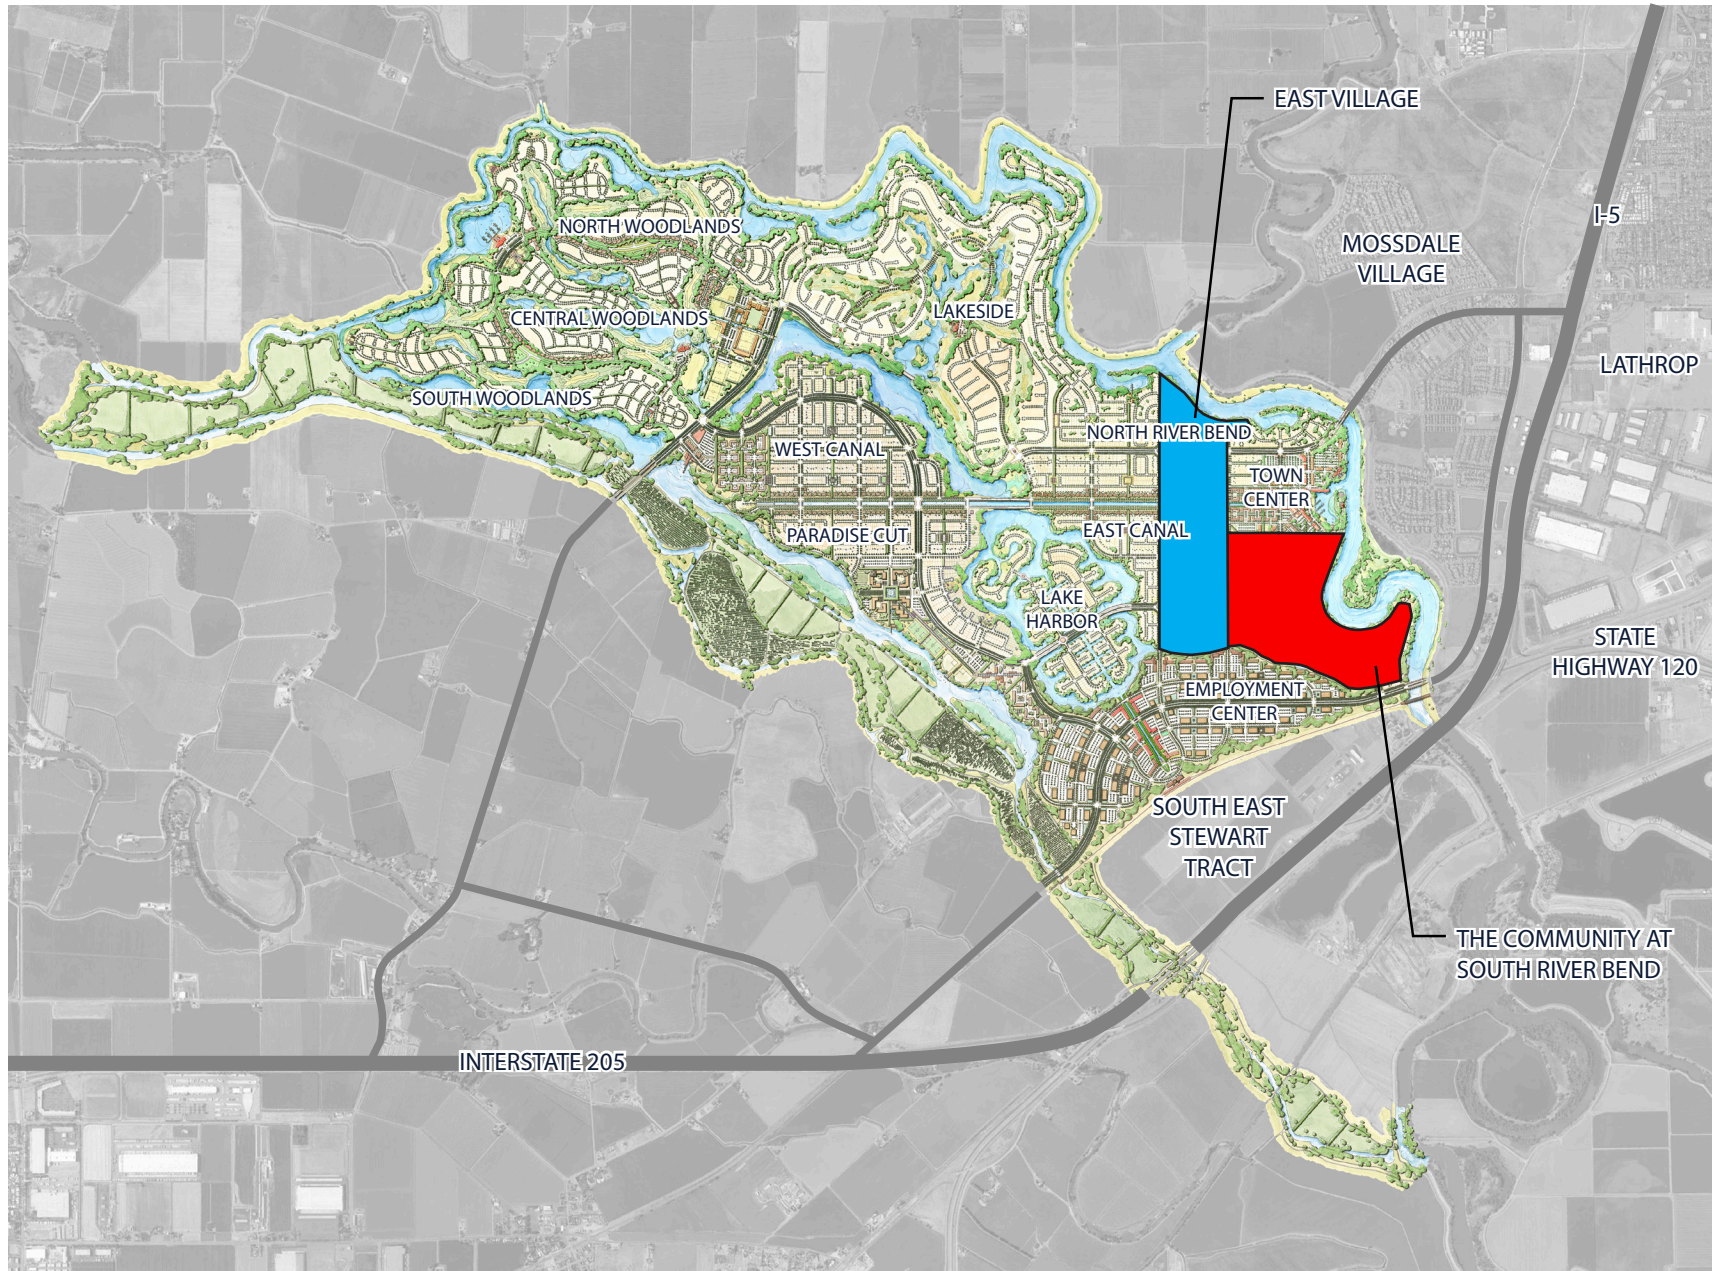 EAST VILLAGE
I-5
NORTH WOODLANDS
MOSSDALE
VILLAGE
CENTRAL WOODLANDS
LAKESIDE
LATHROP
SOUTH WOODLANDS
NORTH RIVER BEND
WEST CANAL
TOWN
CENTER
PARADISE CUT
EAST CANAL
LAKE
HARBOR
STATE
HIGHWAY 120
EMPLOYMENT
CENTER
SOUTH EAST
STEWART
TRACT
THE COMMUNITY AT
SOUTH RIVER BEND
INTERSTATE 205